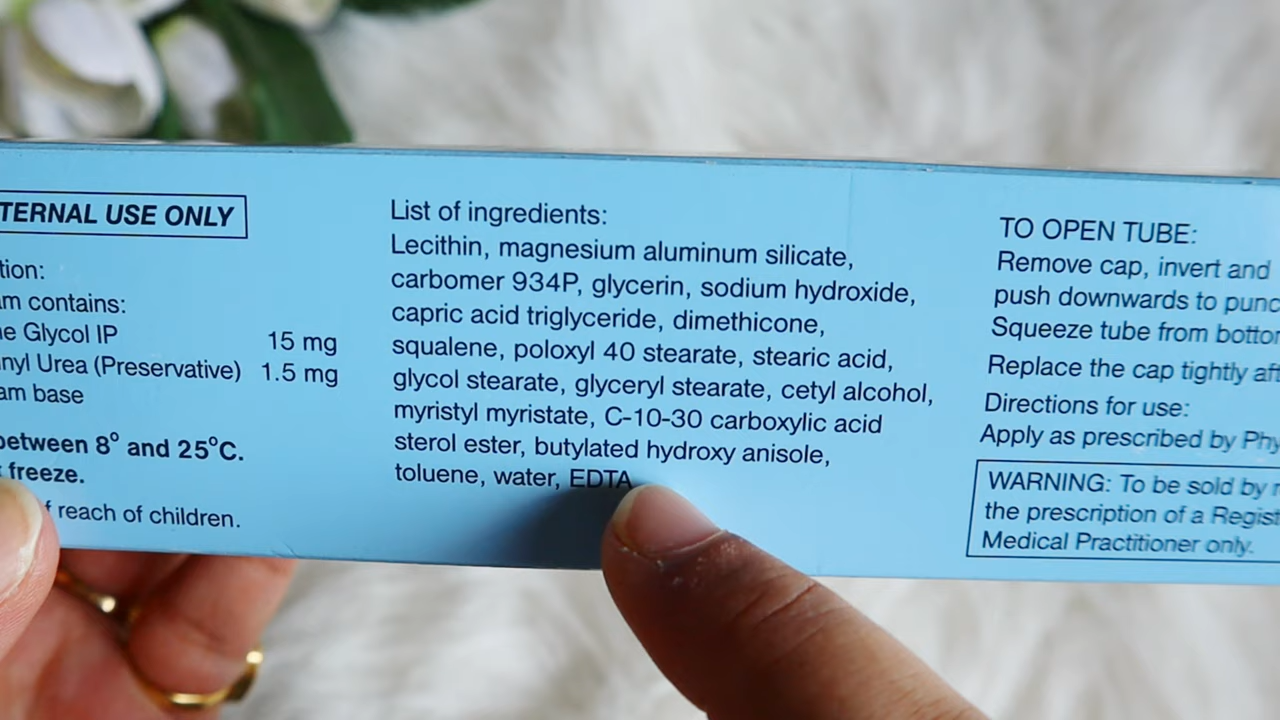 TERNAL USE ONLY
tion:
am contains:
e Glycol IP 15 mg
nyl Urea (Preservative) 1.5 mg
am base
between 8° and 25°C.
freeze.
f reach of children.
List of ingredients:
Lecithin, magnesium aluminum silicate,
carbomer 934P, glycerin, sodium hydroxide,
capric acid triglyceride, dimethicone,
squalene, poloxyl 40 stearate, stearic acid,
glycol stearate, glyceryl stearate, cetyl alcohol,
myristyl myristate, C-10-30 carboxylic acid
sterol ester, butylated hydroxy anisole,
toluene, water, EDTA
TO OPEN TUBE:
Remove cap, invert and
push downwards to punc
Squeeze tube from botto
Replace the cap tightly aft
Directions for use:
Apply as prescribed by Phy
WARNING: To be sold by r
the prescription of a Regist
Medical Practitioner only.